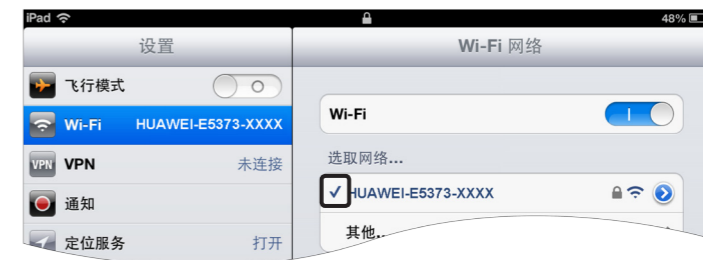 iPad 48%
设置
飞行模式
Wi-Fi HUAWEI-E5373-XXXX
VPN VPN 未连接
通知
定位服务 打开
Wi-Fi 网络
Wi-Fi
选取网络...
HUAWEI-E5373-XXXX
其他...